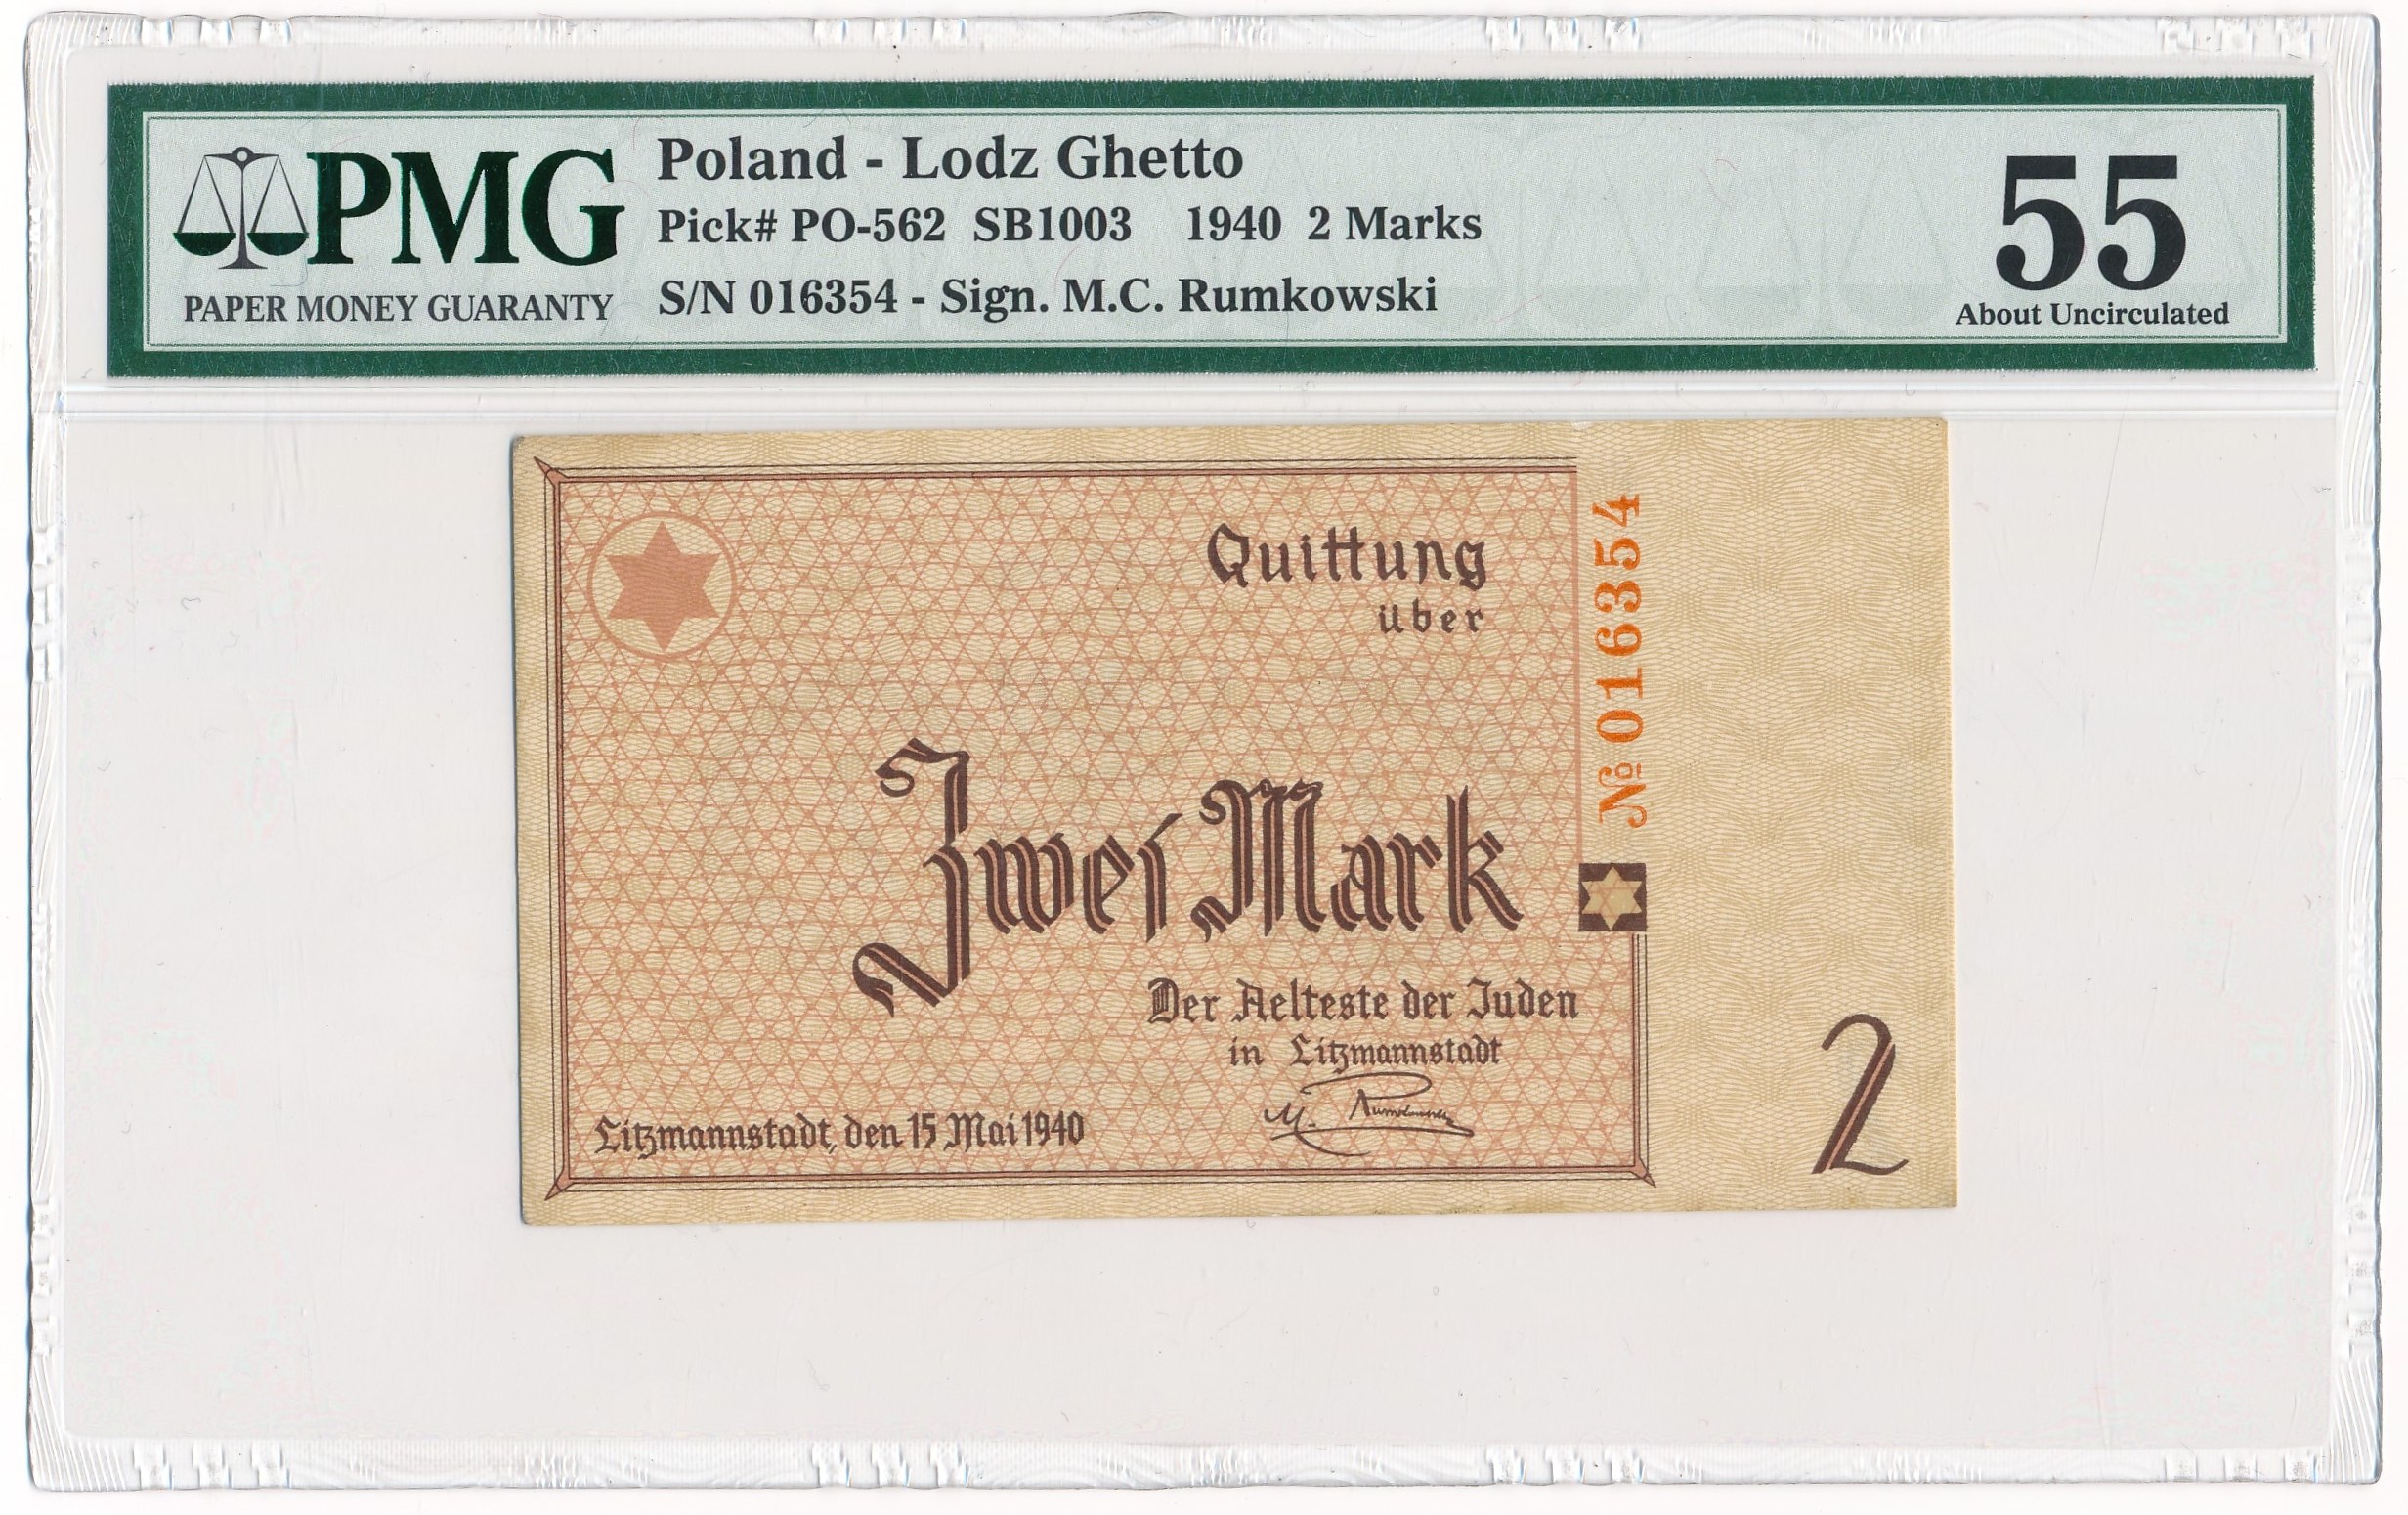 PMG
PAPER MONEY GUARANTY
Poland - Lodz Ghetto
Pick# PO-562 SB1003 1940 2 Marks
S/N 016354 - Sign. M.C. Rumkowski
55
About Uncirculated
Quittung
über
Zwei Mark
№ 016354
Der Aelteste der Juden
in Litzmannstadt
M. Rumkowski
Litzmannstadt, den 15 Mai 1940
2